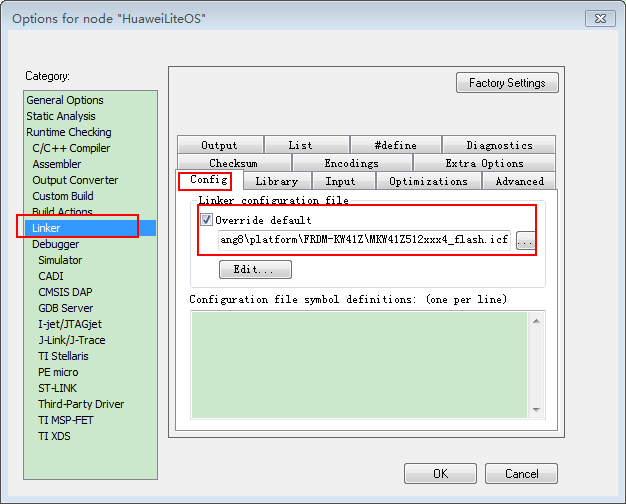 Options for node "HuaweiLiteOS"
Category:
General Options
Static Analysis
Runtime Checking
C/C++ Compiler
Assembler
Output Converter
Custom Build
Build Actions
Linker
Debugger
Simulator
CADI
CMSIS DAP
GDB Server
I-jet/JTAGjet
J-Link/J-Trace
TI Stellaris
PE micro
ST-LINK
Third-Party Driver
TI MSP-FET
TI XDS
Factory Settings
Output List #define Diagnostics
Checksum Encodings Extra Options
Config Library Input Optimizations Advanced
Linker configuration file
Override default
ang8\platform\FRDM-KW41Z\MKW41Z512xxx4_flash.icf ...
Edit...
Configuration file symbol definitions: (one per line)
OK Cancel